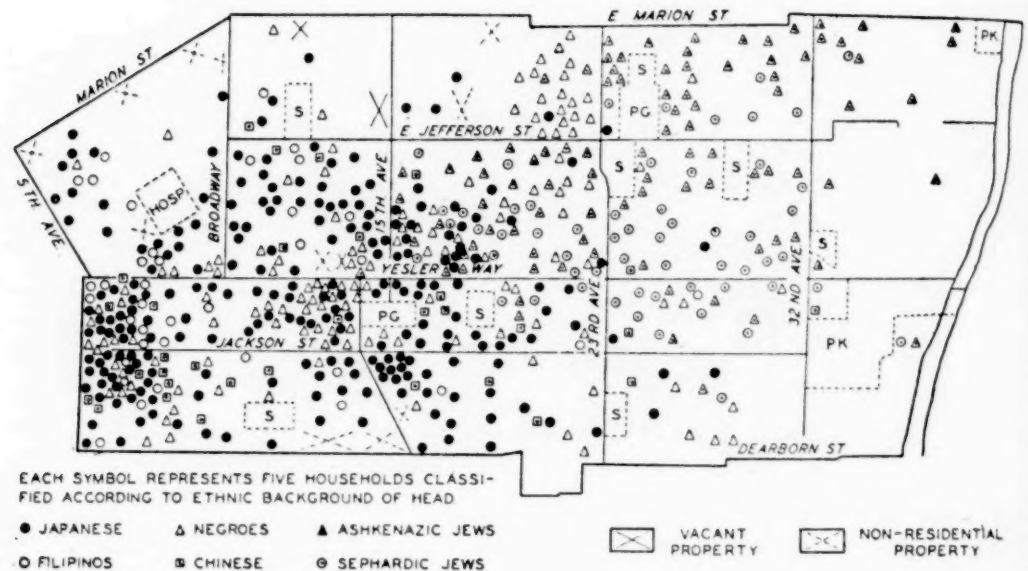 E MARION ST
MARION ST
PK
S
S
PG
E JEFFERSON ST
5TH. AVE.
HOSP
BROADWAY
15TH AVE
S
S
32ND AVE
S
YESLER WAY
23RD AVE
PG
S
JACKSON ST
PK
S
S
DEARBORN ST
EACH SYMBOL REPRESENTS FIVE HOUSEHOLDS CLASSI-
FIED ACCORDING TO ETHNIC BACKGROUND OF HEAD
JAPANESE NEGROES ASHKENAZIC JEWS
FILIPINOS CHINESE SEPHARDIC JEWS
VACANT
PROPERTY
NON-RESIDENTIAL
PROPERTY